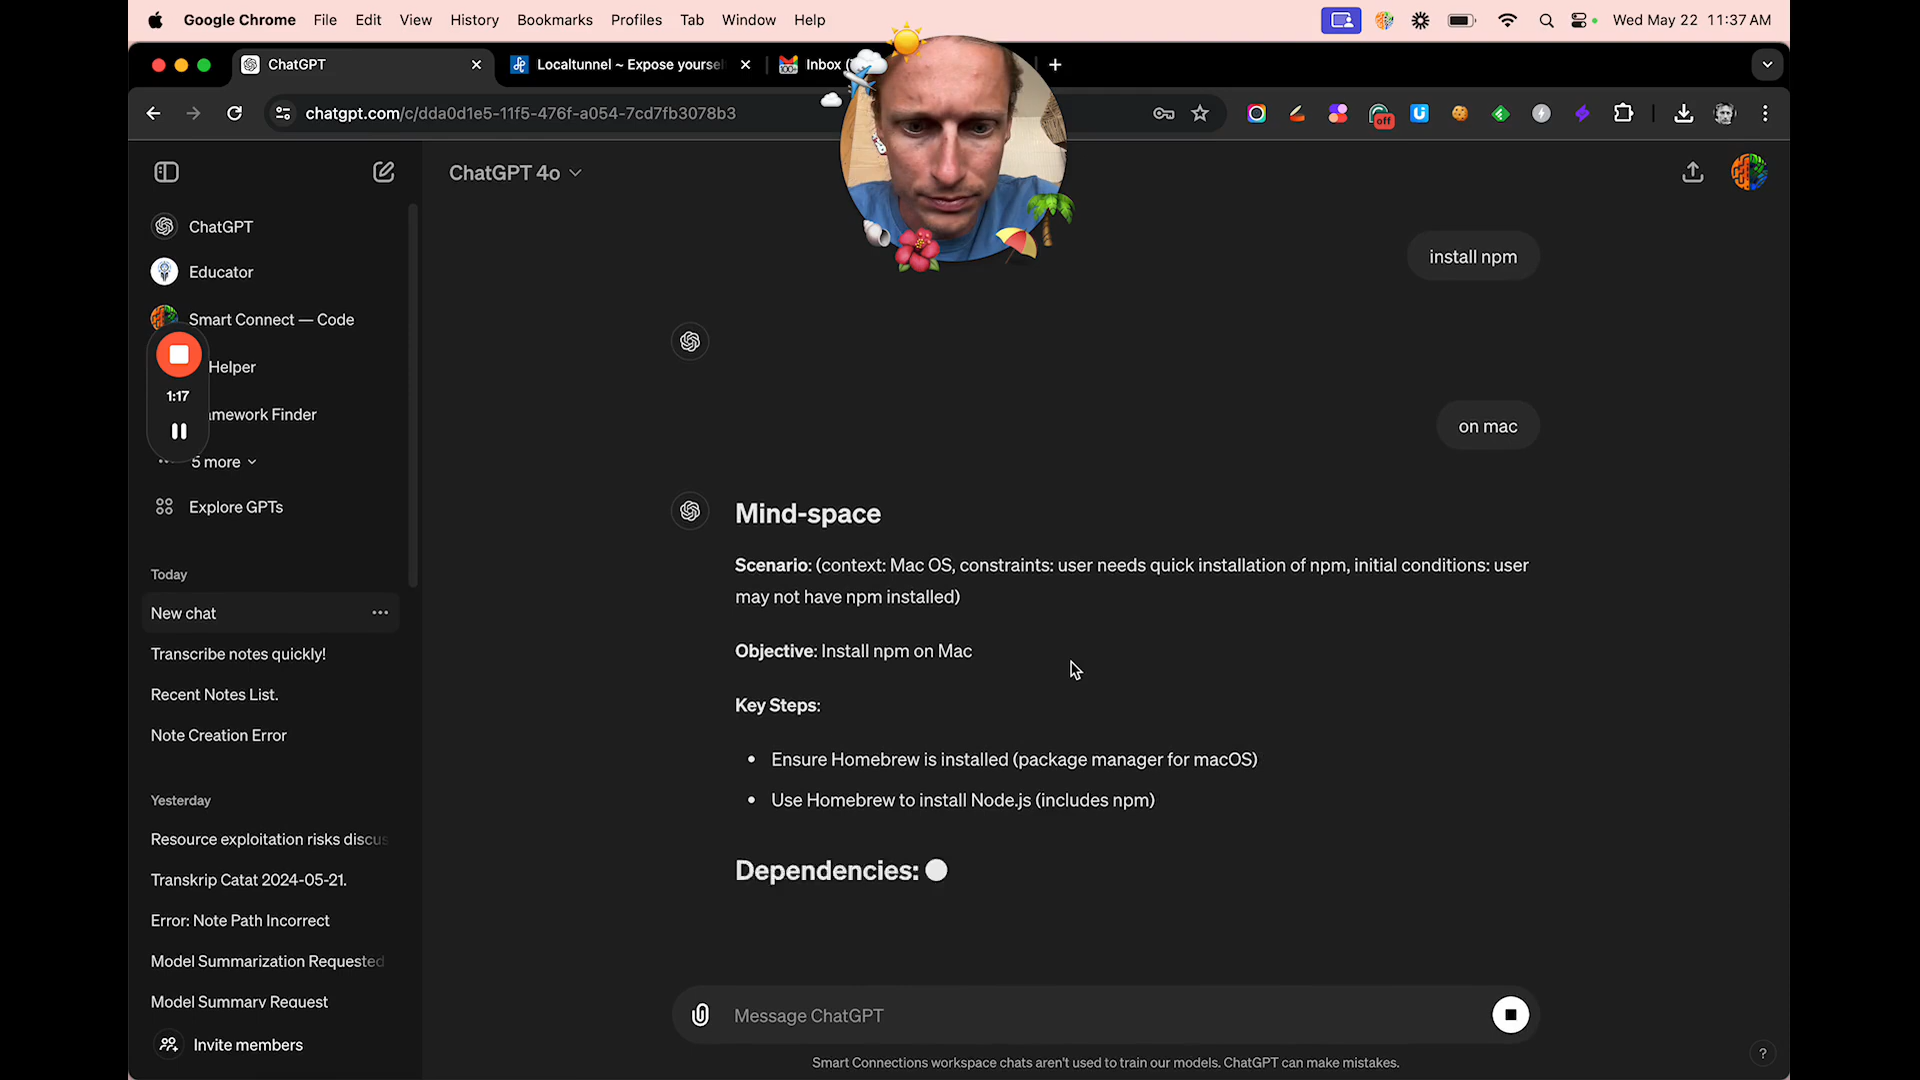 Google Chrome File Edit View History Bookmarks Profiles Tab Window Help Wed May 22 11:37 AM
ChatGPT Localtunnel ~ Expose yourse Inbox (
chatgpt.com/c/dda0d1e5-11f5-476f-a054-7cd7fb3078b3
off
ChatGPT
Educator
Smart Connect — Code
Helper
amework Finder
5 more
Explore GPTs
1:17
Today
New chat
Transcribe notes quickly!
Recent Notes List.
Note Creation Error
Yesterday
Resource exploitation risks discus
Transkrip Catat 2024-05-21.
Error: Note Path Incorrect
Model Summarization Requested
Model Summary Request
Invite members
ChatGPT 4o
install npm
on mac
Mind-space
Scenario: (context: Mac OS, constraints: user needs quick installation of npm, initial conditions: user
may not have npm installed)
Objective: Install npm on Mac
Key Steps:
• Ensure Homebrew is installed (package manager for macOS)
• Use Homebrew to install Node.js (includes npm)
Dependencies:
Message ChatGPT
Smart Connections workspace chats aren't used to train our models. ChatGPT can make mistakes.
?